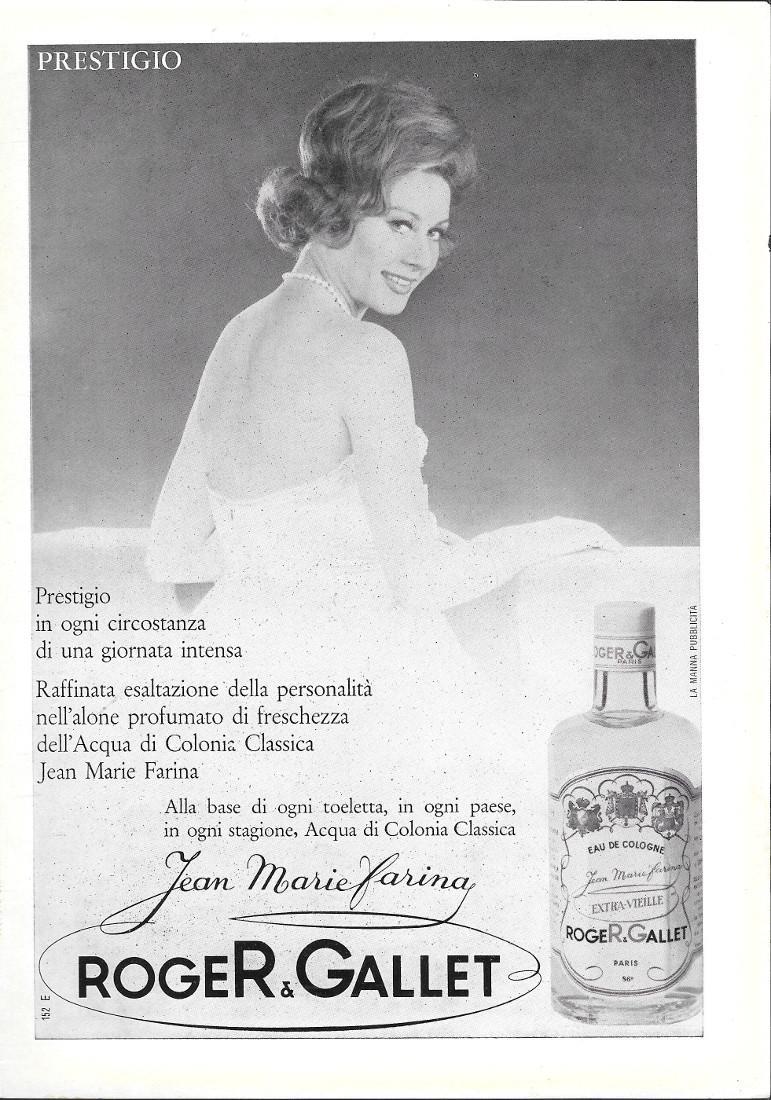 PRESTIGIO
Prestigio
in ogni circostanza
di una giornata intensa
Raffinata esaltazione della personalità
nell'alone profumato di freschezza
dell'Acqua di Colonia Classica
Jean Marie Farina
Alla base di ogni toeletta, in ogni paese,
in ogni stagione, Acqua di Colonia Classica
Jean Marie Farina
ROGER & GALLET
152 E
LA MANNA PUBBLICITÀ
OGER & GA
PARIS
EAU DE COLOGNE
Jean Marie Farina
EXTRA-VIEILLE
ROGER & GALLET
PARIS